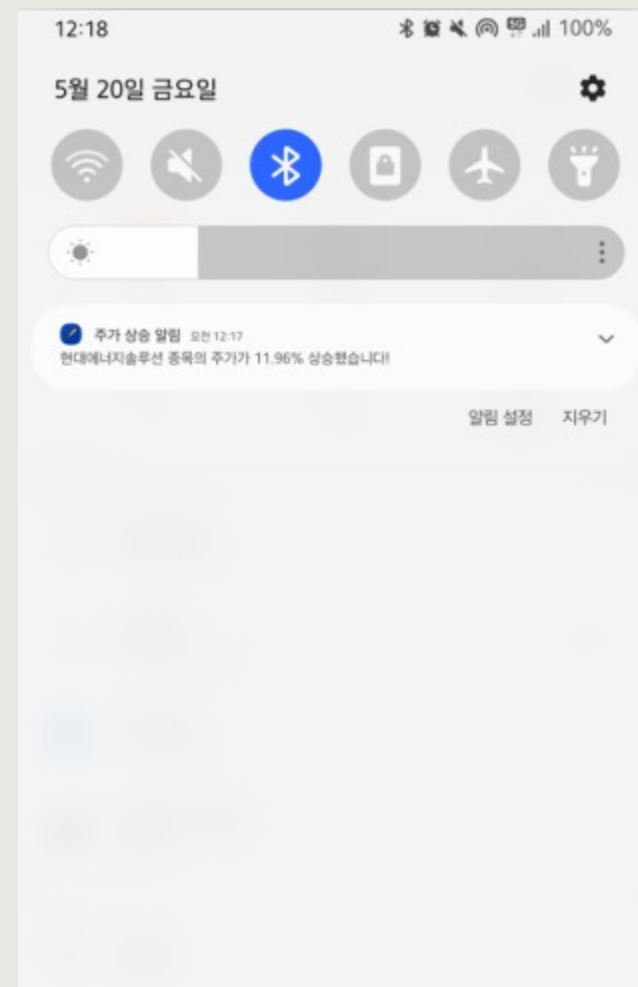 12:18
5G 100%
5월 20일 금요일
주가 상승 알림 오전 12:17
현대에너지솔루션 종목의 주가가 11.96% 상승했습니다!
알림 설정 지우기